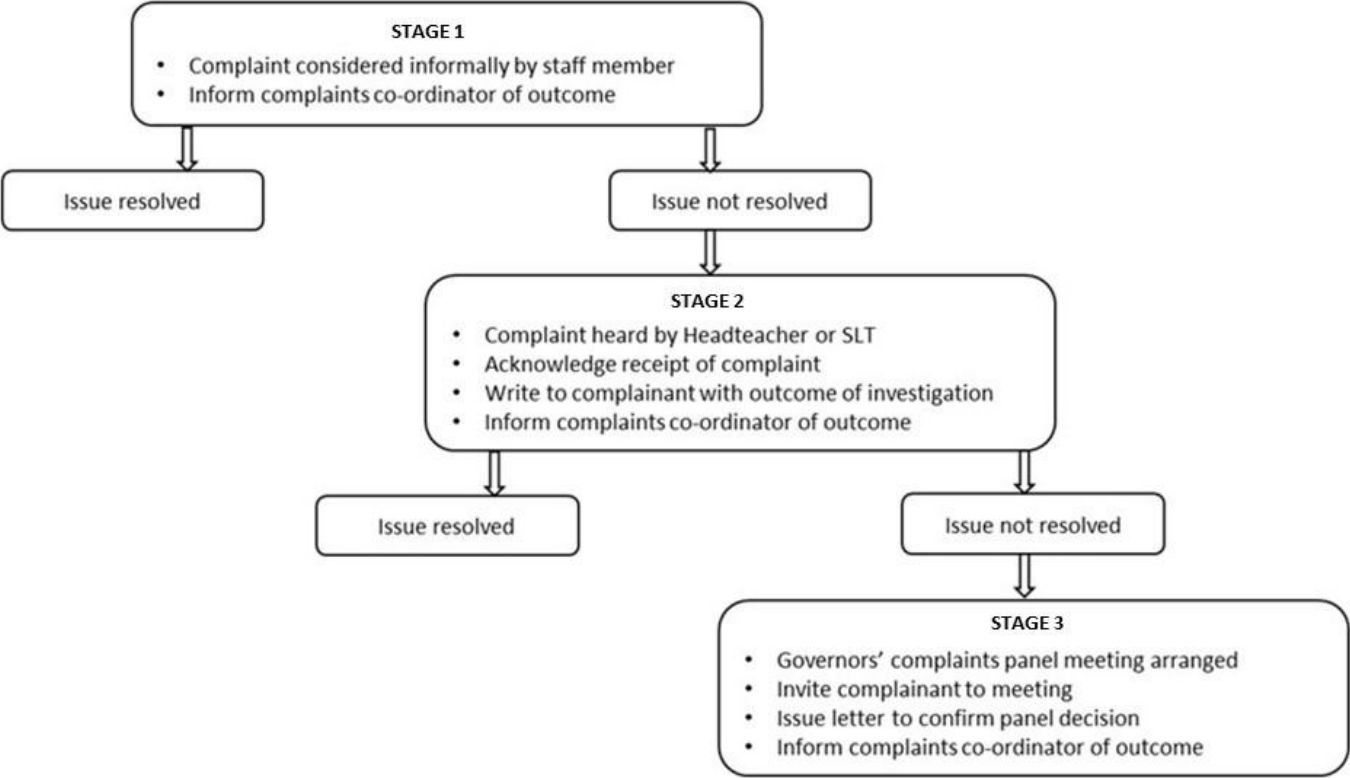 STAGE 1
• Complaint considered informally by staff member
• Inform complaints co-ordinator of outcome
Issue resolved
Issue not resolved
STAGE 2
• Complaint heard by Headteacher or SLT
• Acknowledge receipt of complaint
• Write to complainant with outcome of investigation
• Inform complaints co-ordinator of outcome
Issue resolved
Issue not resolved
STAGE 3
• Governors’ complaints panel meeting arranged
• Invite complainant to meeting
• Issue letter to confirm panel decision
• Inform complaints co-ordinator of outcome